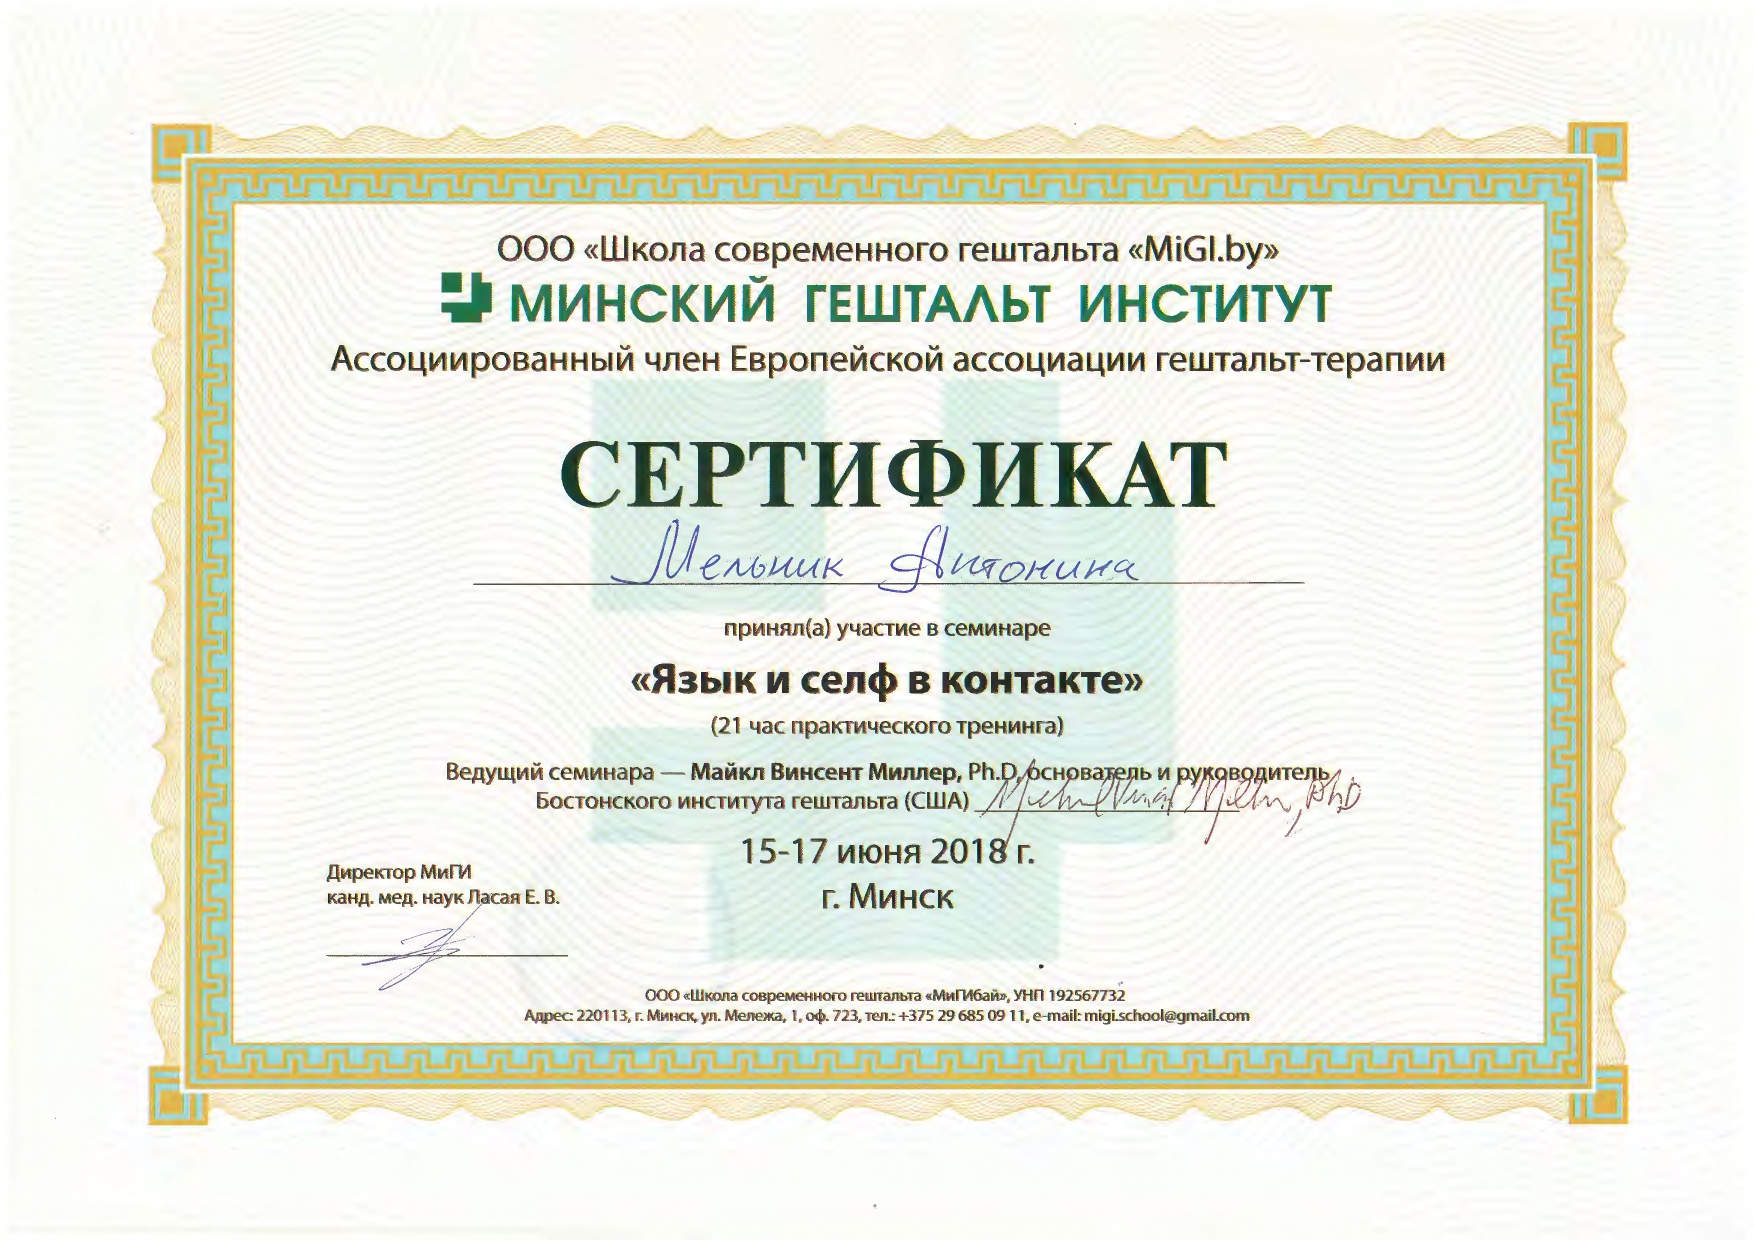 ООО «Школа современного гештальта «MiGI.by»
МИНСКИЙ ГЕШТАЛЬТ ИНСТИТУТ
Ассоциированный член Европейской ассоциации гештальт-терапии
СЕРТИФИКАТ
Мельник Антонина
принял(а) участие в семинаре
«Язык и селф в контакте»
(21 час практического тренинга)
Ведущий семинара — Майкл Винсент Миллер, Ph.D, основатель и руководитель
Бостонского института гештальта (США) Michael Vincent Miller, PhD
15-17 июня 2018 г.
г. Минск
Директор МиГИ
канд. мед. наук Ласая Е. В.
ООО «Школа современного гештальта «МиГИбай», УНП 192567732
Адрес: 220113, г. Минск, ул. Мележа, 1, оф. 723, тел.: +375 29 685 09 11, e-mail: migi.school@gmail.com